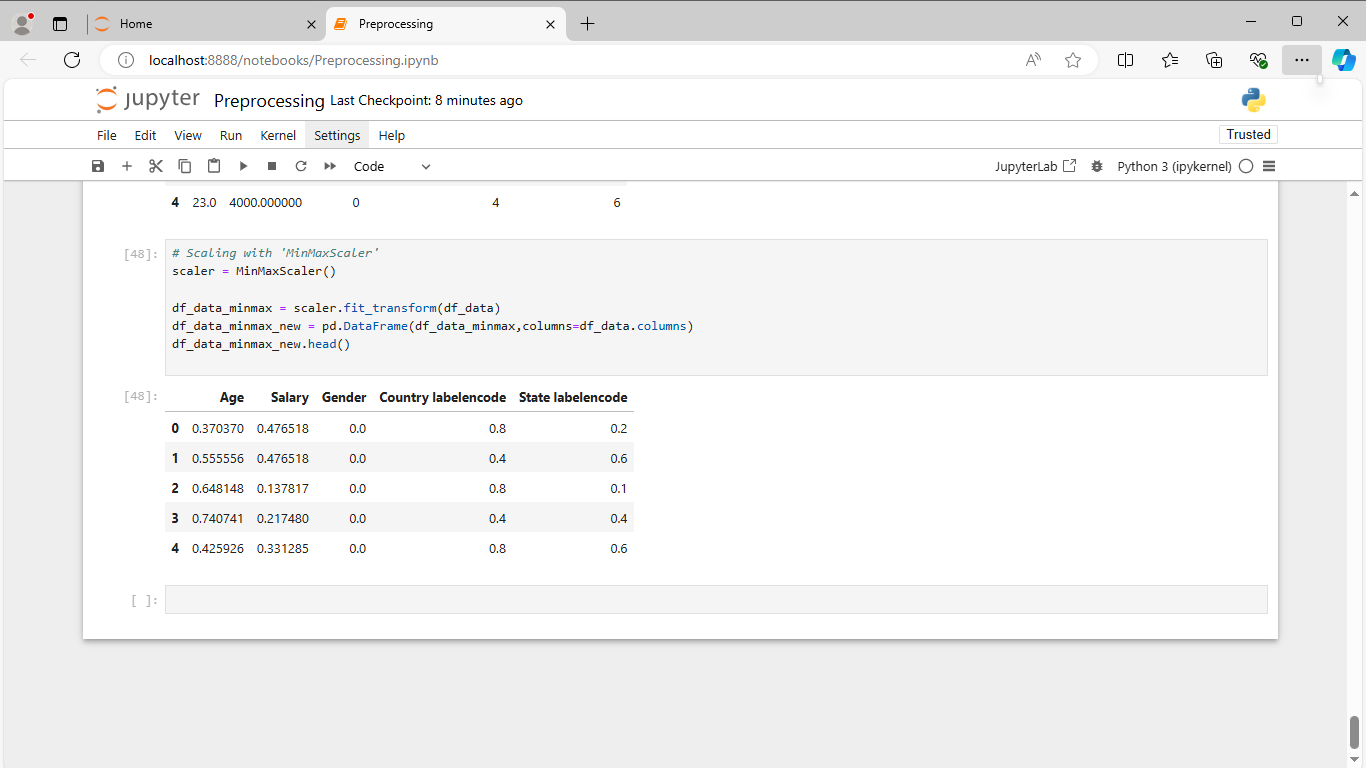 Home
Preprocessing
localhost:8888/notebooks/Preprocessing.ipynb
jupyter Preprocessing Last Checkpoint: 8 minutes ago
File Edit View Run Kernel Settings Help
Trusted
Code
JupyterLab Python 3 (ipykernel)
4 23.0 4000.000000 0 4 6
[48]:
# Scaling with 'MinMaxScaler'
scaler = MinMaxScaler()
df_data_minmax = scaler.fit_transform(df_data)
df_data_minmax_new = pd.DataFrame(df_data_minmax,columns=df_data.columns)
df_data_minmax_new.head()
[48]:
Age Salary Gender Country labelencode State labelencode
0 0.370370 0.476518 0.0 0.8 0.2
1 0.555556 0.476518 0.0 0.4 0.6
2 0.648148 0.137817 0.0 0.8 0.1
3 0.740741 0.217480 0.0 0.4 0.4
4 0.425926 0.331285 0.0 0.8 0.6
[ ]: